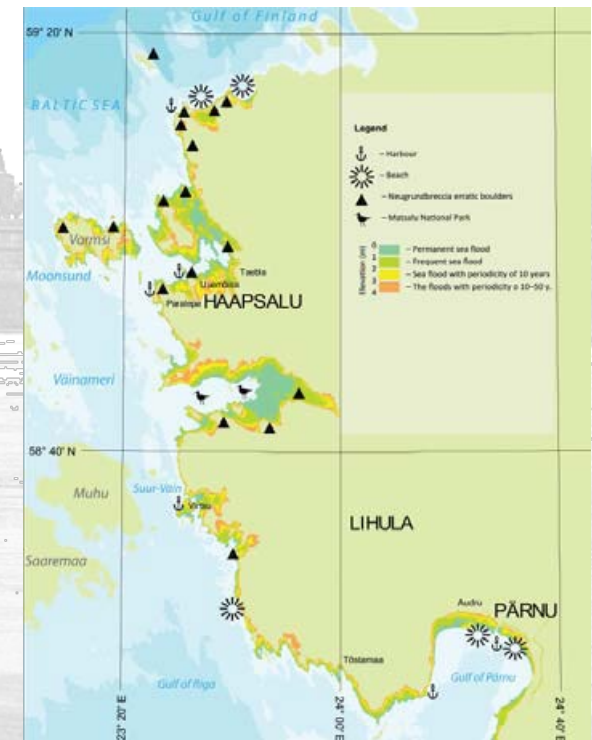 Gulf of Finland
59° 20' N
BALTIC SEA
Legend
– Harbour
– Beach
– Neugrundbreccia erratic boulders
– Matsalu National Park
Elevation (m)
0
1
2
3
4
– Permanent sea flood
– Frequent sea flood
– Sea flood with periodicity of 10 years
– The floods with periodicity o 10–50 y.
Vormsi
Taebla
Uuemõisa
Moonsund
Paralepa
HAAPSALU
Väinameri
58° 40' N
Muhu
Suur-Väin
Virtsu
LIHULA
Saaremaa
Audru
PÄRNU
Tõstamaa
Gulf of Riga
Gulf of Pärnu
23° 20' E
24° 00' E
24° 40' E